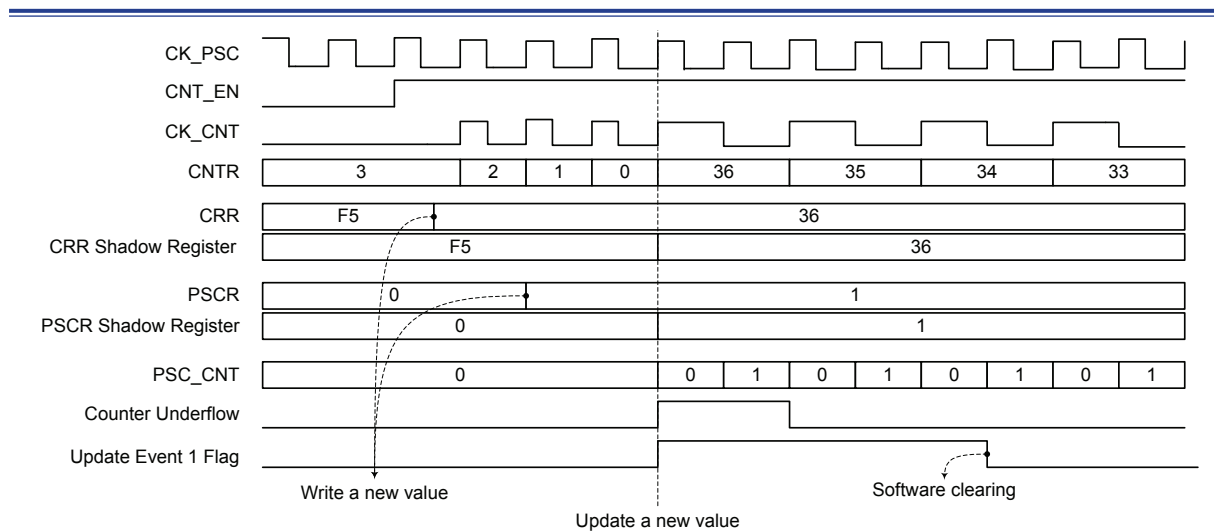 CK_PSC
CNT_EN
CK_CNT
CNTR 3 2 1 0 36 35 34 33
CRR F5 36
CRR Shadow Register F5 36
PSCR 0 1
PSCR Shadow Register 0 1
PSC_CNT 0 0 1 0 1 0 1 0 1
Counter Underflow
Update Event 1 Flag
Write a new value Software clearing
Update a new value